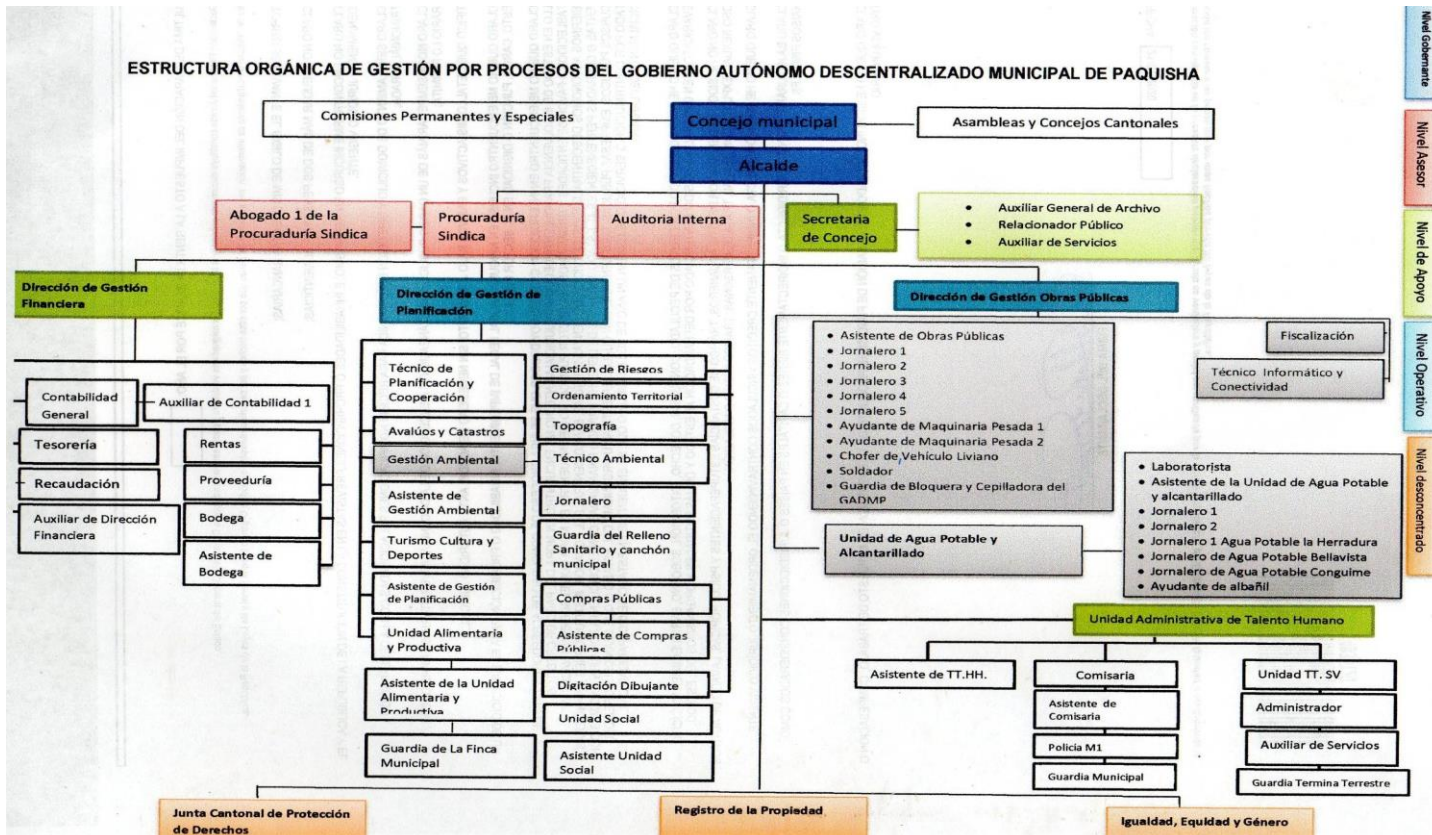 ESTRUCTURA ORGÁNICA DE GESTIÓN POR PROCESOS DEL GOBIERNO AUTÓNOMO DESCENTRALIZADO MUNICIPAL DE PAQUISHA
Comisiones Permanentes y Especiales
Concejo municipal
Asambleas y Concejos Cantonales
Alcalde
Abogado 1 de la
Procuraduría Sindica
Procuraduría
Sindica
Auditoria Interna
Secretaria
de Concejo
• Auxiliar General de Archivo
• Relacionador Público
• Auxiliar de Servicios
Dirección de Gestión
Financiera
Dirección de Gestión de
Planificación
Dirección de Gestión Obras Públicas
Contabilidad
General
Auxiliar de Contabilidad 1
Tesorería
Rentas
Recaudación
Proveeduría
Auxiliar de Dirección
Financiera
Bodega
Asistente de
Bodega
Técnico de
Planificación y
Cooperación
Gestión de Riesgos
Ordenamiento Territorial
Avalúos y Catastros
Topografía
Gestión Ambiental
Técnico Ambiental
Asistente de
Gestión Ambiental
Jornalero
Turismo Cultura y
Deportes
Guardia del Relleno
Sanitario y canchón
municipal
Asistente de Gestión
de Planificación
Compras Públicas
Unidad Alimentaria
y Productiva
Asistente de Compras
Públicas
Asistente de la Unidad
Alimentaria y
Productiva
Digitación Dibujante
Unidad Social
Guardia de La Finca
Municipal
Asistente Unidad
Social
• Asistente de Obras Públicas
• Jornalero 1
• Jornalero 2
• Jornalero 3
• Jornalero 4
• Jornalero 5
• Ayudante de Maquinaria Pesada 1
• Ayudante de Maquinaria Pesada 2
• Chofer de Vehículo Liviano
• Soldador
• Guardia de Bloquera y Cepilladora del
GADMP
Fiscalización
Técnico Informático y
Conectividad
Unidad de Agua Potable y
Alcantarillado
• Laboratorista
• Asistente de la Unidad de Agua Potable
y alcantarillado
• Jornalero 1
• Jornalero 2
• Jornalero 1 Agua Potable la Herradura
• Jornalero de Agua Potable Bellavista
• Jornalero de Agua Potable Conguime
• Ayudante de albañil
Unidad Administrativa de Talento Humano
Asistente de TT.HH.
Comisaria
Unidad TT. SV
Asistente de
Comisaria
Administrador
Policia M1
Auxiliar de Servicios
Guardia Municipal
Guardia Termina Terrestre
Junta Cantonal de Protección
de Derechos
Registro de la Propiedad
Igualdad, Equidad y Género
Nivel Gobernante
Nivel Asesor
Nivel de Apoyo
Nivel Operativo
Nivel desconcentrado